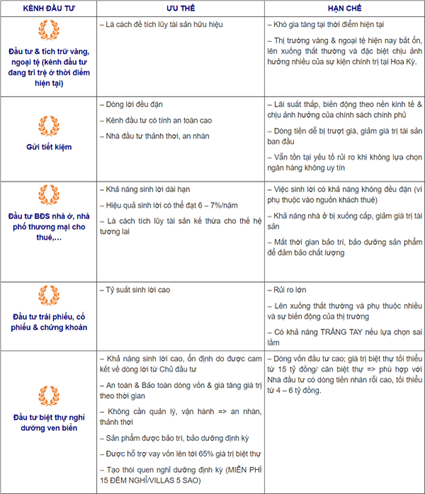 KÊNH ĐẦU TƯ
ƯU THẾ
HẠN CHẾ
Đầu tư & tích trữ vàng,
ngoại tệ (kênh đầu tư
đang trì trệ ở thời điểm
hiện tại)
– Là cách để tích lũy tài sản hữu hiệu
– Khó gia tăng tại thời điểm hiện tại
– Thị trường vàng & ngoại tệ hiện nay bất ổn,
lên xuống thất thường và đặc biệt chịu ảnh
hưởng nhiều của sự kiện chính trị tại Hoa Kỳ.
Gửi tiết kiệm
– Dòng lời đều đặn
– Kênh đầu tư có tính an toàn cao
– Nhà đầu tư thảnh thơi, an nhàn
– Lãi suất thấp, biến động theo nền kinh tế &
chịu ảnh hưởng của chính sách chính phủ
– Dòng tiền dễ bị trượt giá, giảm giá trị tài sản
ban đầu
– Vẫn tồn tại yếu tố rủi ro khi không lựa chọn
ngân hàng không uy tín
Đầu tư BĐS nhà ở, nhà
phố thương mại cho
thuê,…
– Khả năng sinh lời dài hạn
– Hiệu quả sinh lời có thể đạt 6 – 7%/năm
– Là cách tích lũy tài sản kế thừa cho thế hệ
tương lai
– Việc sinh lời có khả năng không đều đặn (vì
phụ thuộc vào nguồn khách thuê)
– Khả năng nhà ở bị xuống cấp, giảm giá trị tài
sản
– Mất thời gian bảo trì, bảo dưỡng sản phẩm
để đảm bảo chất lượng
Đầu tư trái phiếu, cổ
phiếu & chứng khoán
– Tỷ suất sinh lời cao
– Rủi ro lớn
– Lên xuống thất thường và phụ thuộc nhiều
và sự biến động của thị trường
– Có khả năng TRẮNG TAY nếu lựa chọn sai
lầm
Đầu tư biệt thự nghỉ
dưỡng ven biển
– Khả năng sinh lời cao, ổn định do được cam
kết về dòng lời từ Chủ đầu tư
– An toàn & Bảo toàn dòng vốn & gia tăng giá trị
theo thời gian
– Không cần quản lý, vận hành => an nhàn,
thảnh thơi
– Sản phẩm được bảo trì, bảo dưỡng định kỳ
– Được hỗ trợ vay vốn lên tới 65% giá trị biệt thự
– Tạo thói quen nghỉ dưỡng định kỳ (MIỄN PHÍ
15 ĐÊM NGHỈ/VILLAS 5 SAO)
– Dòng vốn đầu tư cao; giá trị biệt thự tối thiểu
từ 15 tỷ đồng/ căn biệt thự => phù hợp với
Nhà đầu tư có dòng tiền nhàn rỗi cao, tối thiểu
từ 4 – 6 tỷ đồng.